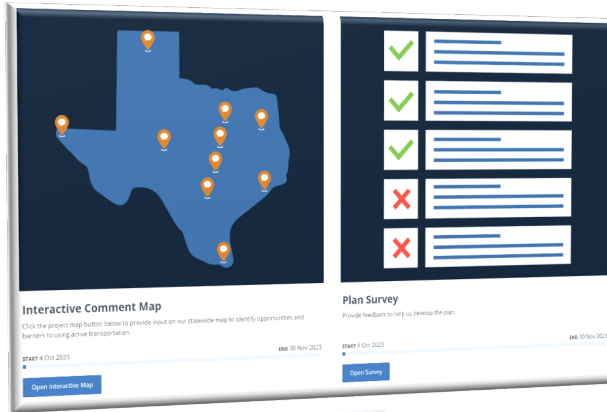 Interactive Comment Map
Click the project map button below to provide input on our statewide map to identify opportunities and
barriers to using active transportation.
START 4 Oct 2023
END 30 Nov 2023
Open Interactive Map
Plan Survey
Provide feedback to help us develop the plan.
START 4 Oct 2023
END 30 Nov 2023
Open Survey